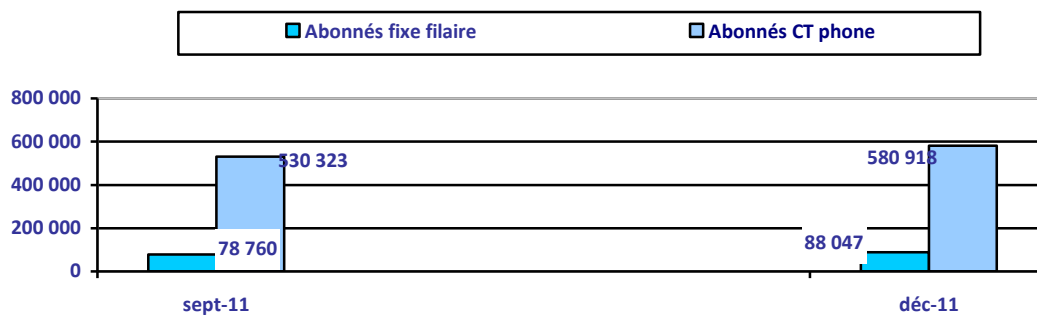 Abonnés fixe filaire Abonnés CT phone
800 000
600 000
530 323 580 918
400 000
200 000
78 760 88 047
0
sept-11 déc-11